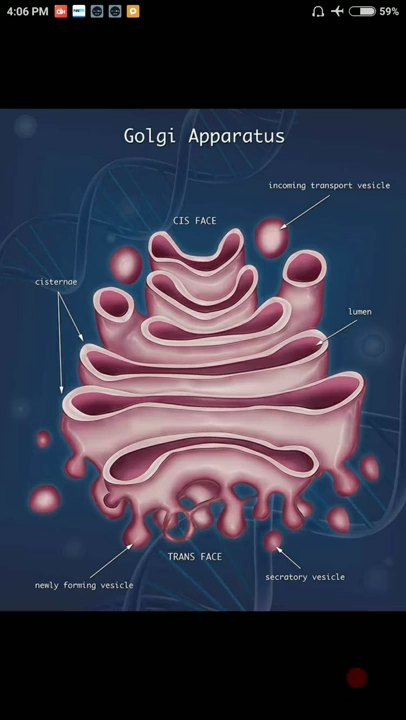 4:06 PM
59%
Golgi Apparatus
incoming transport vesicle
CIS FACE
cisternae
lumen
TRANS FACE
secratory vesicle
newly forming vesicle